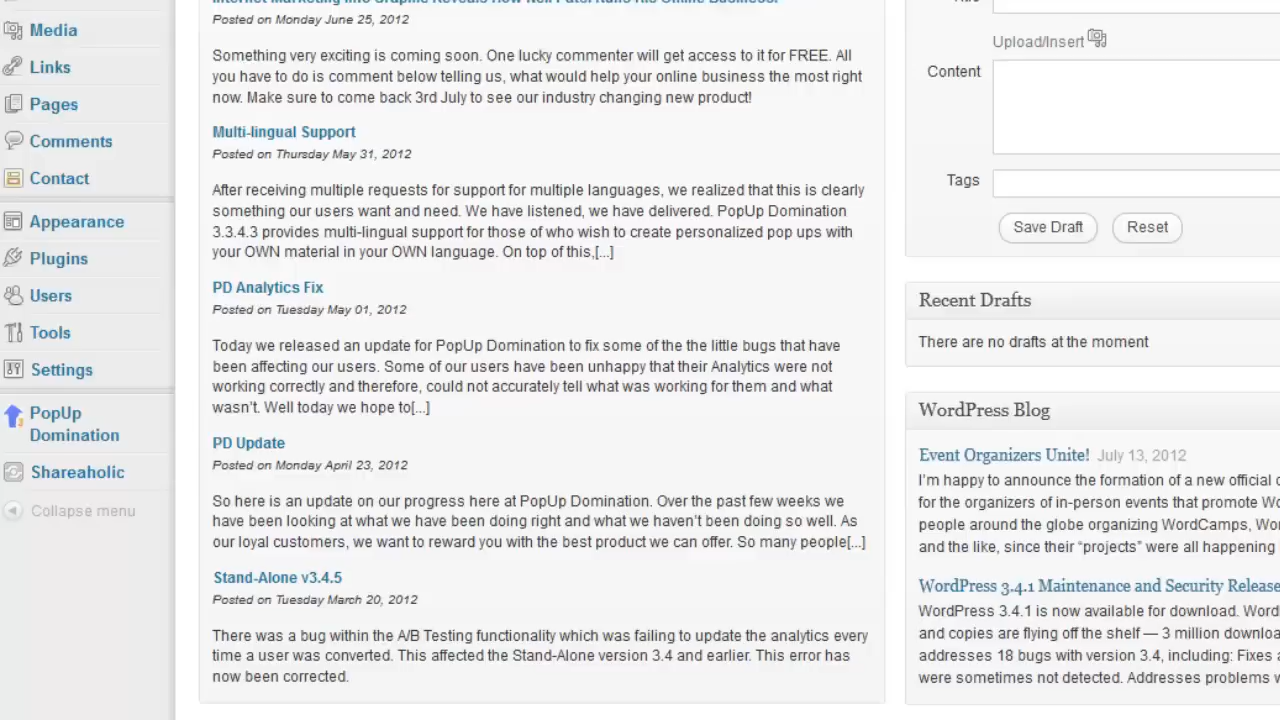 Media
Links
Pages
Comments
Contact
Appearance
Plugins
Users
Tools
Settings
PopUp
Domination
Shareaholic
Collapse menu
Posted on Monday June 25, 2012
Something very exciting is coming soon. One lucky commenter will get access to it for FREE. All
you have to do is comment below telling us, what would help your online business the most right
now. Make sure to come back 3rd July to see our industry changing new product!
Multi-lingual Support
Posted on Thursday May 31, 2012
After receiving multiple requests for support for multiple languages, we realized that this is clearly
something our users want and need. We have listened, we have delivered. PopUp Domination
3.3.4.3 provides multi-lingual support for those of who wish to create personalized pop ups with
your OWN material in your OWN language. On top of this,[...]
PD Analytics Fix
Posted on Tuesday May 01, 2012
Today we released an update for PopUp Domination to fix some of the the little bugs that have
been affecting our users. Some of our users have been unhappy that their Analytics were not
working correctly and therefore, could not accurately tell what was working for them and what
wasn't. Well today we hope to[...]
PD Update
Posted on Monday April 23, 2012
So here is an update on our progress here at PopUp Domination. Over the past few weeks we
have been looking at what we have been doing right and what we haven't been doing so well. As
our loyal customers, we want to reward you with the best product we can offer. So many people[...]
Stand-Alone v3.4.5
Posted on Tuesday March 20, 2012
There was a bug within the A/B Testing functionality which was failing to update the analytics every
time a user was converted. This affected the Stand-Alone version 3.4 and earlier. This error has
now been corrected.
Upload/Insert
Content
Tags
Save Draft
Reset
Recent Drafts
There are no drafts at the moment
WordPress Blog
Event Organizers Unite! July 13, 2012
I'm happy to announce the formation of a new official
for the organizers of in-person events that promote
people around the globe organizing WordCamps,
and the like, since their "projects" were all happening
WordPress 3.4.1 Maintenance and Security Release
WordPress 3.4.1 is now available for download.
and copies are flying off the shelf — 3 million
addresses 18 bugs with version 3.4, including: Fixes
were sometimes not detected. Addresses problems